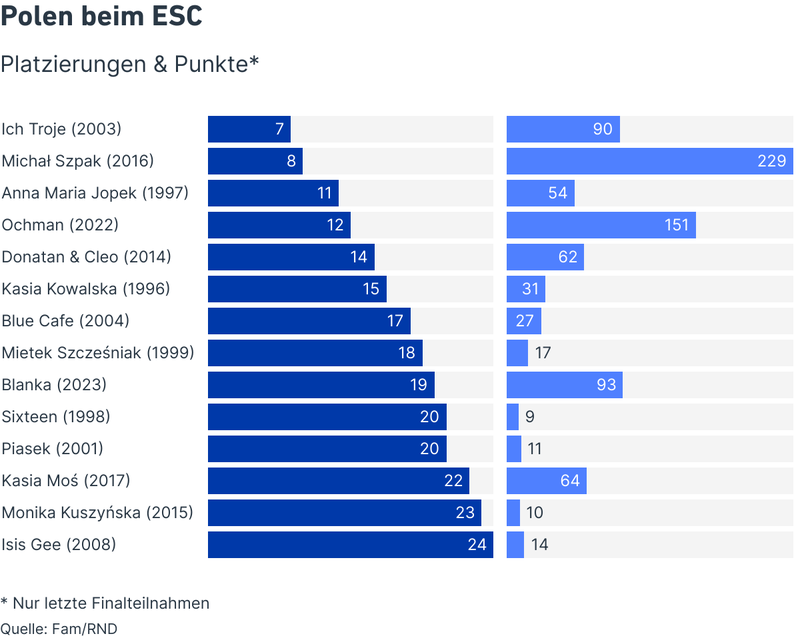 Polen beim ESC
Platzierungen & Punkte*
Ich Troje (2003) 7 90
Michał Szpak (2016) 8 229
Anna Maria Jopek (1997) 11 54
Ochman (2022) 12 151
Donatan & Cleo (2014) 14 62
Kasia Kowalska (1996) 15 31
Blue Cafe (2004) 17 27
Mietek Szcześniak (1999) 18 17
Blanka (2023) 19 93
Sixteen (1998) 20 9
Piasek (2001) 20 11
Kasia Moś (2017) 22 64
Monika Kuszyńska (2015) 23 10
Isis Gee (2008) 24 14
* Nur letzte Finalteilnahmen
Quelle: Fam/RND